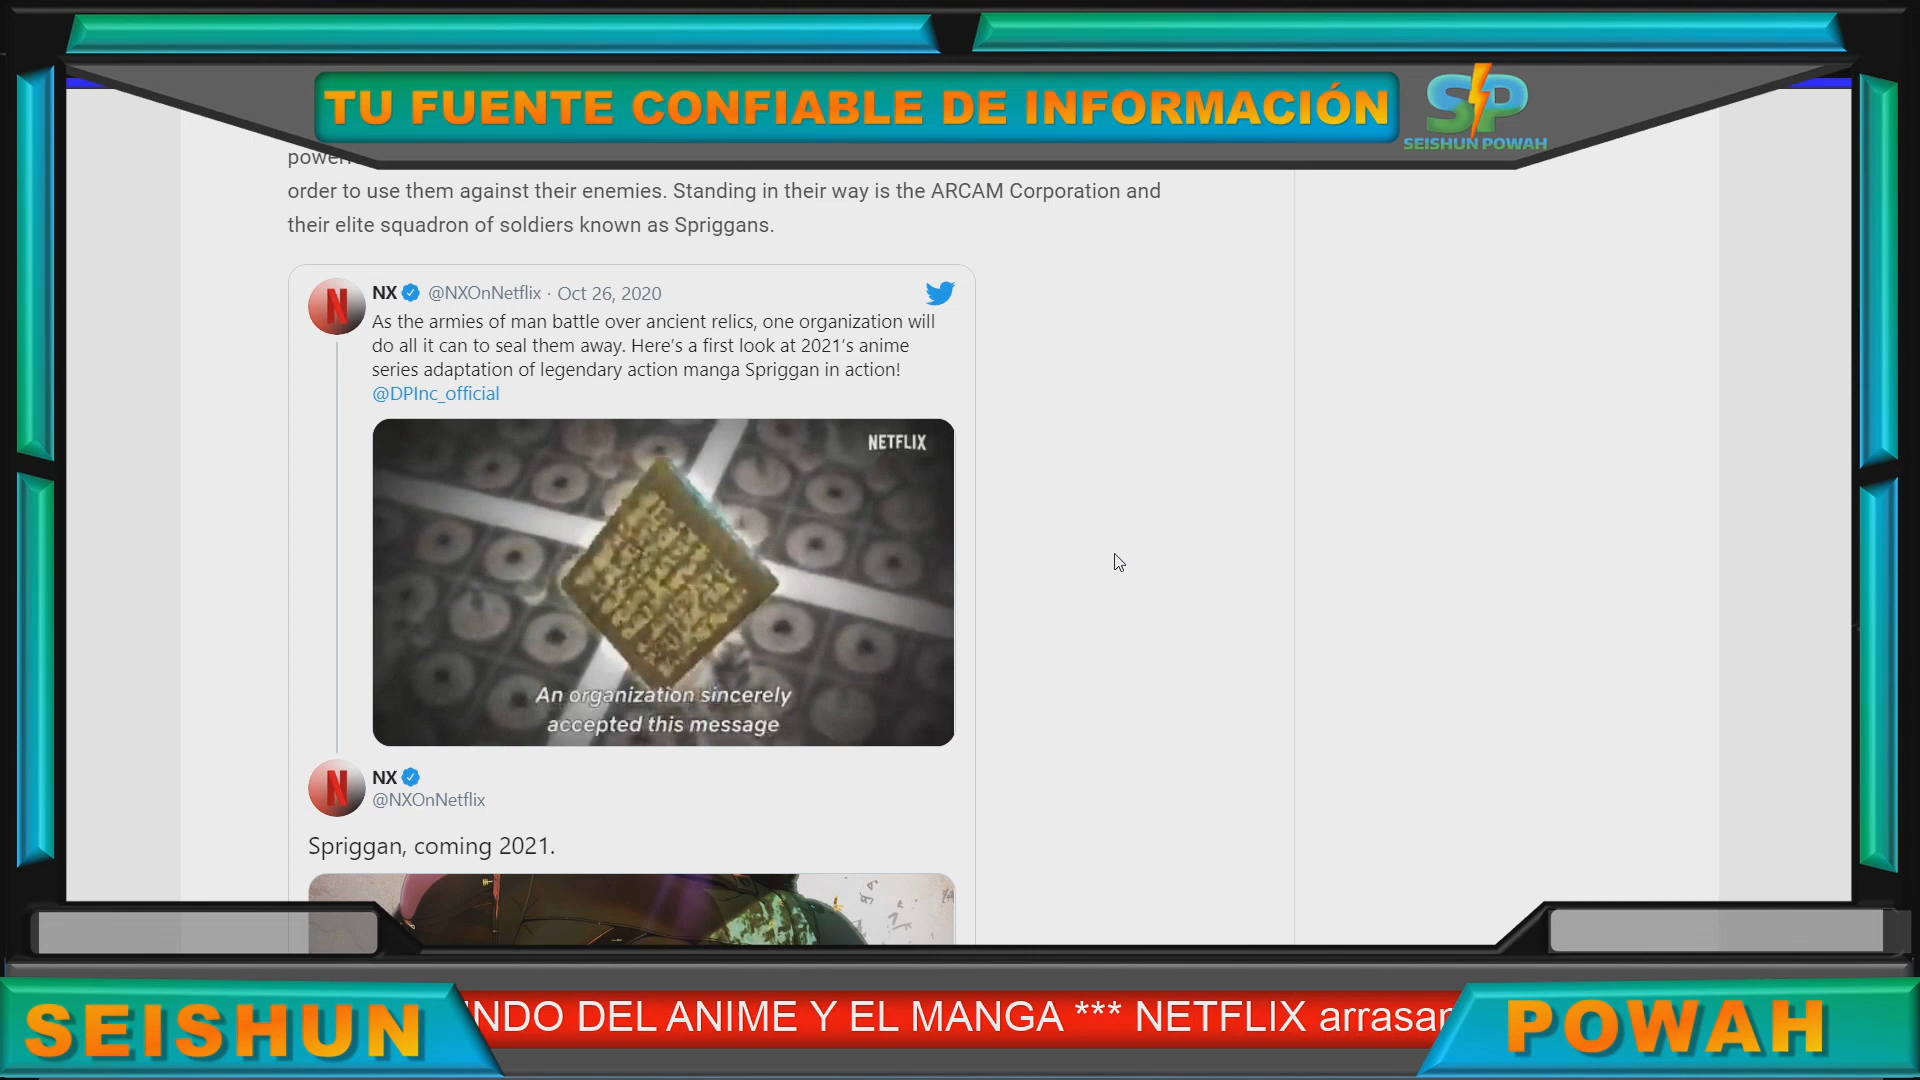 TU FUENTE CONFIABLE DE INFORMACIÓN
SP
SEISHUN POWAH
order to use them against their enemies. Standing in their way is the ARCAM Corporation and
their elite squadron of soldiers known as Spriggans.
NX @NXOnNetflix · Oct 26, 2020
As the armies of man battle over ancient relics, one organization will
do all it can to seal them away. Here's a first look at 2021's anime
series adaptation of legendary action manga Spriggan in action!
@DPInc_official
NETFLIX
An organization sincerely
accepted this message
NX
@NXOnNetflix
Spriggan, coming 2021.
SEISHUN
NDO DEL ANIME Y EL MANGA *** NETFLIX arrasar
POWAH